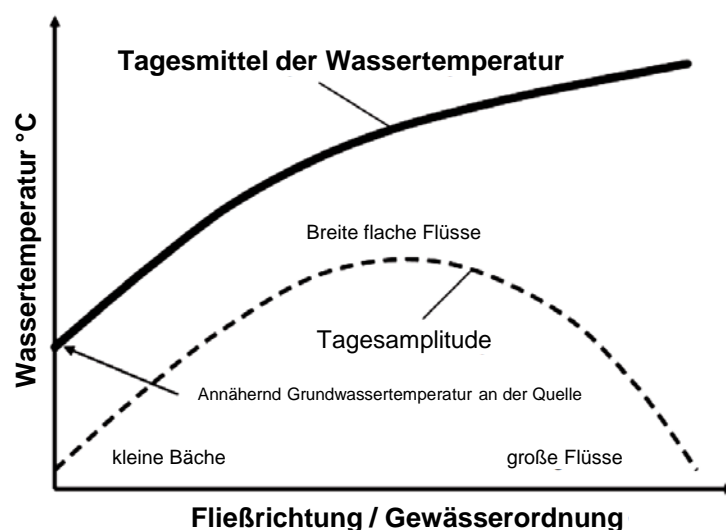 Tagesmittel der Wassertemperatur
Wassertemperatur °C
Breite flache Flüsse
Tagesamplitude
Annähernd Grundwassertemperatur an der Quelle
kleine Bäche
große Flüsse
Fließrichtung / Gewässerordnung